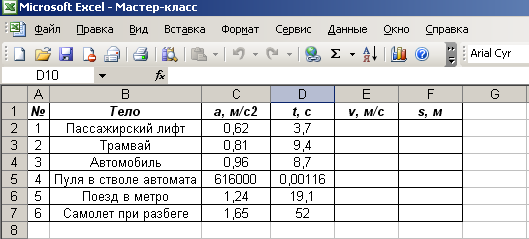 Microsoft Excel - Мастер-класс
Файл Правка Вид Вставка Формат Сервис Данные Окно Справка
Σ Arial Cyr
D10 fx
A B C D E F G
1 № Тело a, м/с2 t, с v, м/с s, м
2 1 Пассажирский лифт 0,62 3,7
3 2 Трамвай 0,81 9,4
4 3 Автомобиль 0,96 8,7
5 4 Пуля в стволе автомата 616000 0,00116
6 5 Поезд в метро 1,24 19,1
7 6 Самолет при разбеге 1,65 52
8